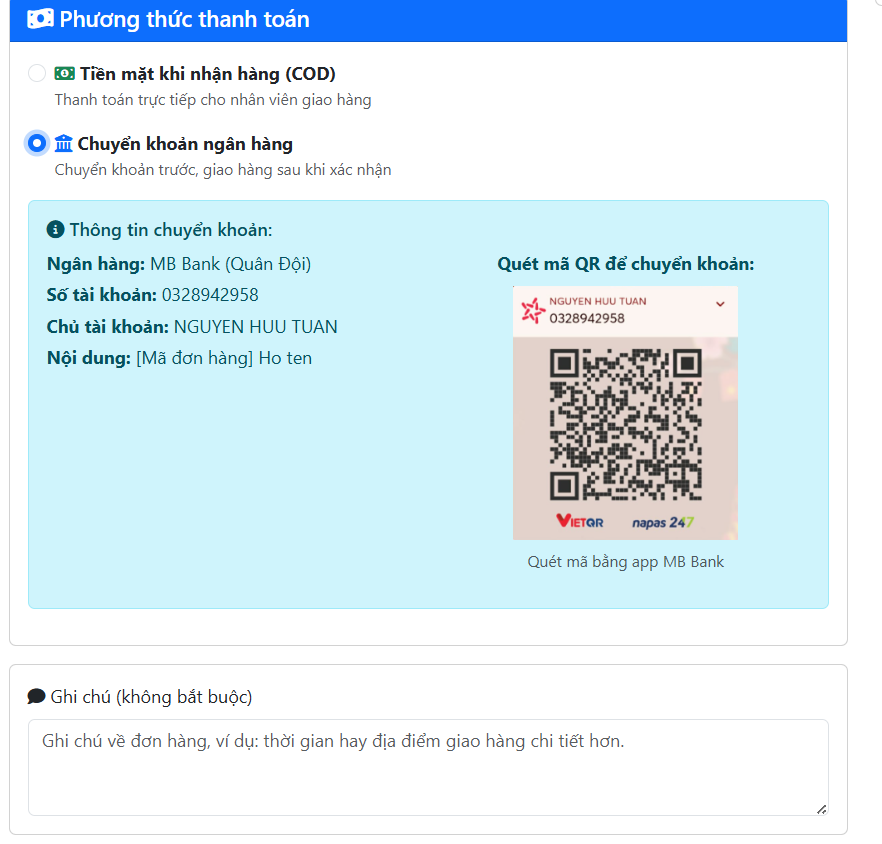 Phương thức thanh toán
Tiền mặt khi nhận hàng (COD)
Thanh toán trực tiếp cho nhân viên giao hàng
Chuyển khoản ngân hàng
Chuyển khoản trước, giao hàng sau khi xác nhận
Thông tin chuyển khoản:
Ngân hàng: MB Bank (Quân Đội)
Số tài khoản: 0328942958
Chủ tài khoản: NGUYEN HUU TUAN
Nội dung: [Mã đơn hàng] Ho ten
Quét mã QR để chuyển khoản:
NGUYEN HUU TUAN
0328942958
VIETQR napas 247
Quét mã bằng app MB Bank
Ghi chú (không bắt buộc)
Ghi chú về đơn hàng, ví dụ: thời gian hay địa điểm giao hàng chi tiết hơn.